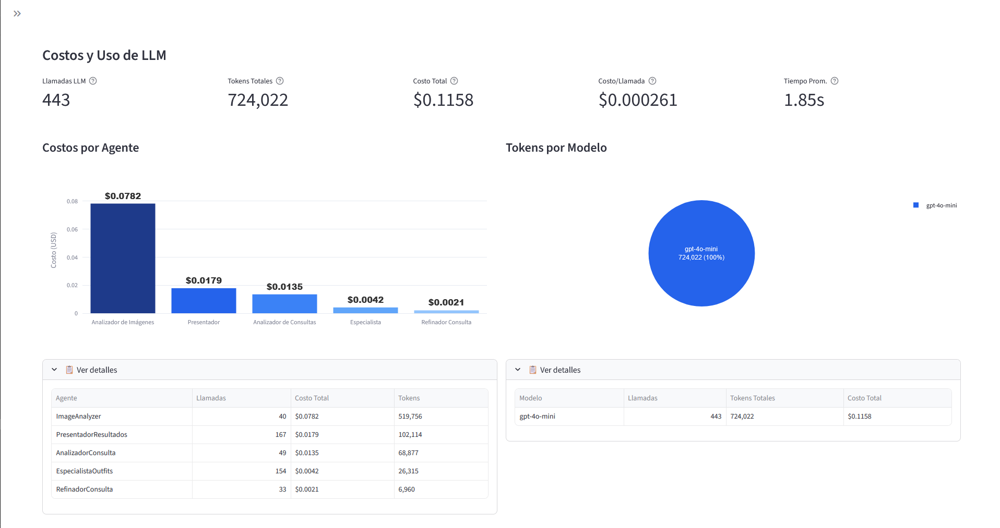 Costos y Uso de LLM
Llamadas LLM
443
Tokens Totales
724,022
Costo Total
$0.1158
Costo/Llamada
$0.000261
Tiempo Prom.
1.85s
Costos por Agente
Costo (USD)
0.08
0.06
0.04
0.02
0
$0.0782
$0.0179
$0.0135
$0.0042
$0.0021
Analizador de Imágenes
Presentador
Analizador de Consultas
Especialista
Refinador Consulta
Tokens por Modelo
gpt-4o-mini
724,022 (100%)
gpt-4o-mini
Ver detalles
Agente Llamadas Costo Total Tokens
ImageAnalyzer 40 $0.0782 519,756
PresentadorResultados 167 $0.0179 102,114
AnalizadorConsulta 49 $0.0135 68,877
EspecialistaOutfits 154 $0.0042 26,315
RefinadorConsulta 33 $0.0021 6,960
Ver detalles
Modelo Llamadas Tokens Totales Costo Total
gpt-4o-mini 443 724,022 $0.1158